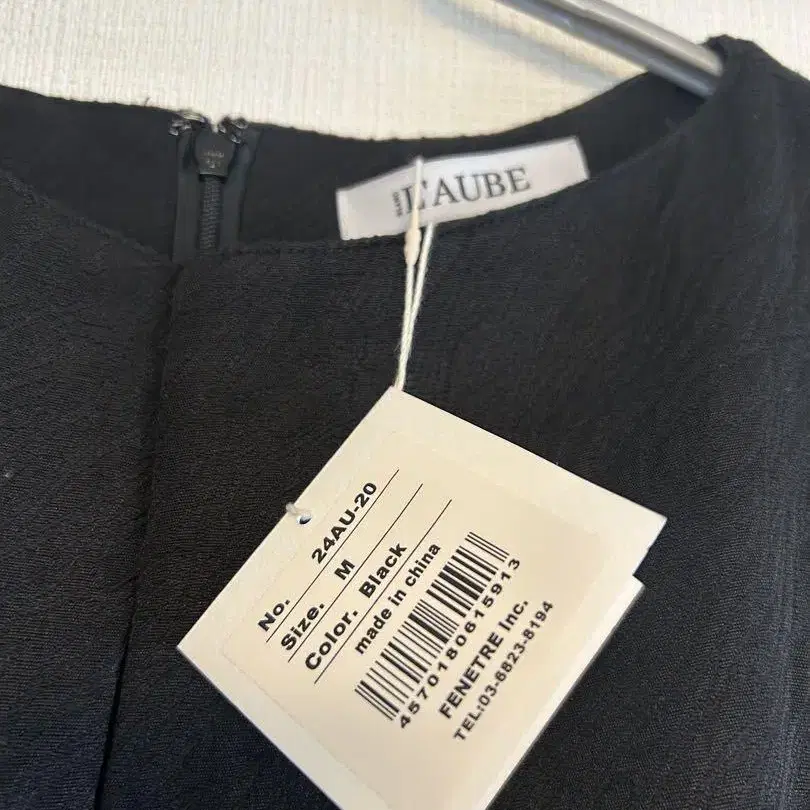 L'AUBE
No. 24AU-20
Size. M
Color. Black
made in china
4570180615913
FENETRE Inc.
TEL:03-6823-8194